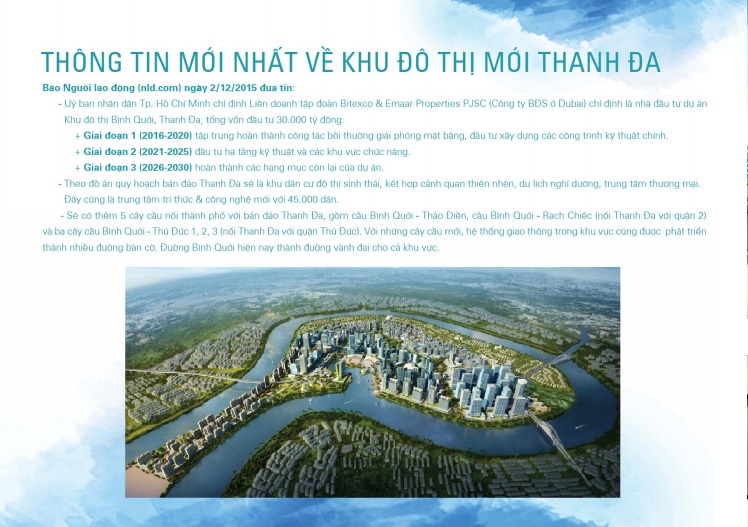 THÔNG TIN MỚI NHẤT VỀ KHU ĐÔ THỊ MỚI THANH ĐA
Báo Người lao động (nld.com) ngày 2/12/2015 đưa tin:
- Uỷ ban nhân dân Tp. Hồ Chí Minh chỉ định Liên doanh tập đoàn Bitexco & Emaar Properties PJSC (Công ty BĐS ở Dubai) chỉ định là nhà đầu tư dự án
Khu đô thị Bình Quới, Thanh Đa; tổng vốn đầu tư 30.000 tỷ đồng.
+ Giai đoạn 1 (2016-2020) tập trung hoàn thành công tác bồi thường giải phóng mặt bằng, đầu tư xây dựng các công trình kỹ thuật chính.
+ Giai đoạn 2 (2021-2025) đầu tư hạ tầng kỹ thuật và các khu vực chức năng.
+ Giai đoạn 3 (2026-2030) hoàn thành các hạng mục còn lại của dự án.
- Theo đồ án quy hoạch bán đảo Thanh Đa sẽ là khu dân cư đô thị sinh thái, kết hợp cảnh quan thiên nhiên, du lịch nghỉ dưỡng, trung tâm thương mại.
Đây cũng là trung tâm trí thức & công nghệ mới với 45.000 dân.
- Sẽ có thêm 5 cây cầu nối thành phố với bán đảo Thanh Đa, gồm cầu Bình Quới - Thảo Điền, cầu Bình Quới - Rạch Chiếc (nối Thanh Đa với quận 2)
và ba cây cầu Bình Quới - Thủ Đức 1, 2, 3 (nối Thanh Đa với quận Thủ Đức). Với những cây cầu mới, hệ thống giao thông trong khu vực cũng được phát triển
thành nhiều đường bàn cờ. Đường Bình Quới hiện nay thành đường vành đai cho cả khu vực.